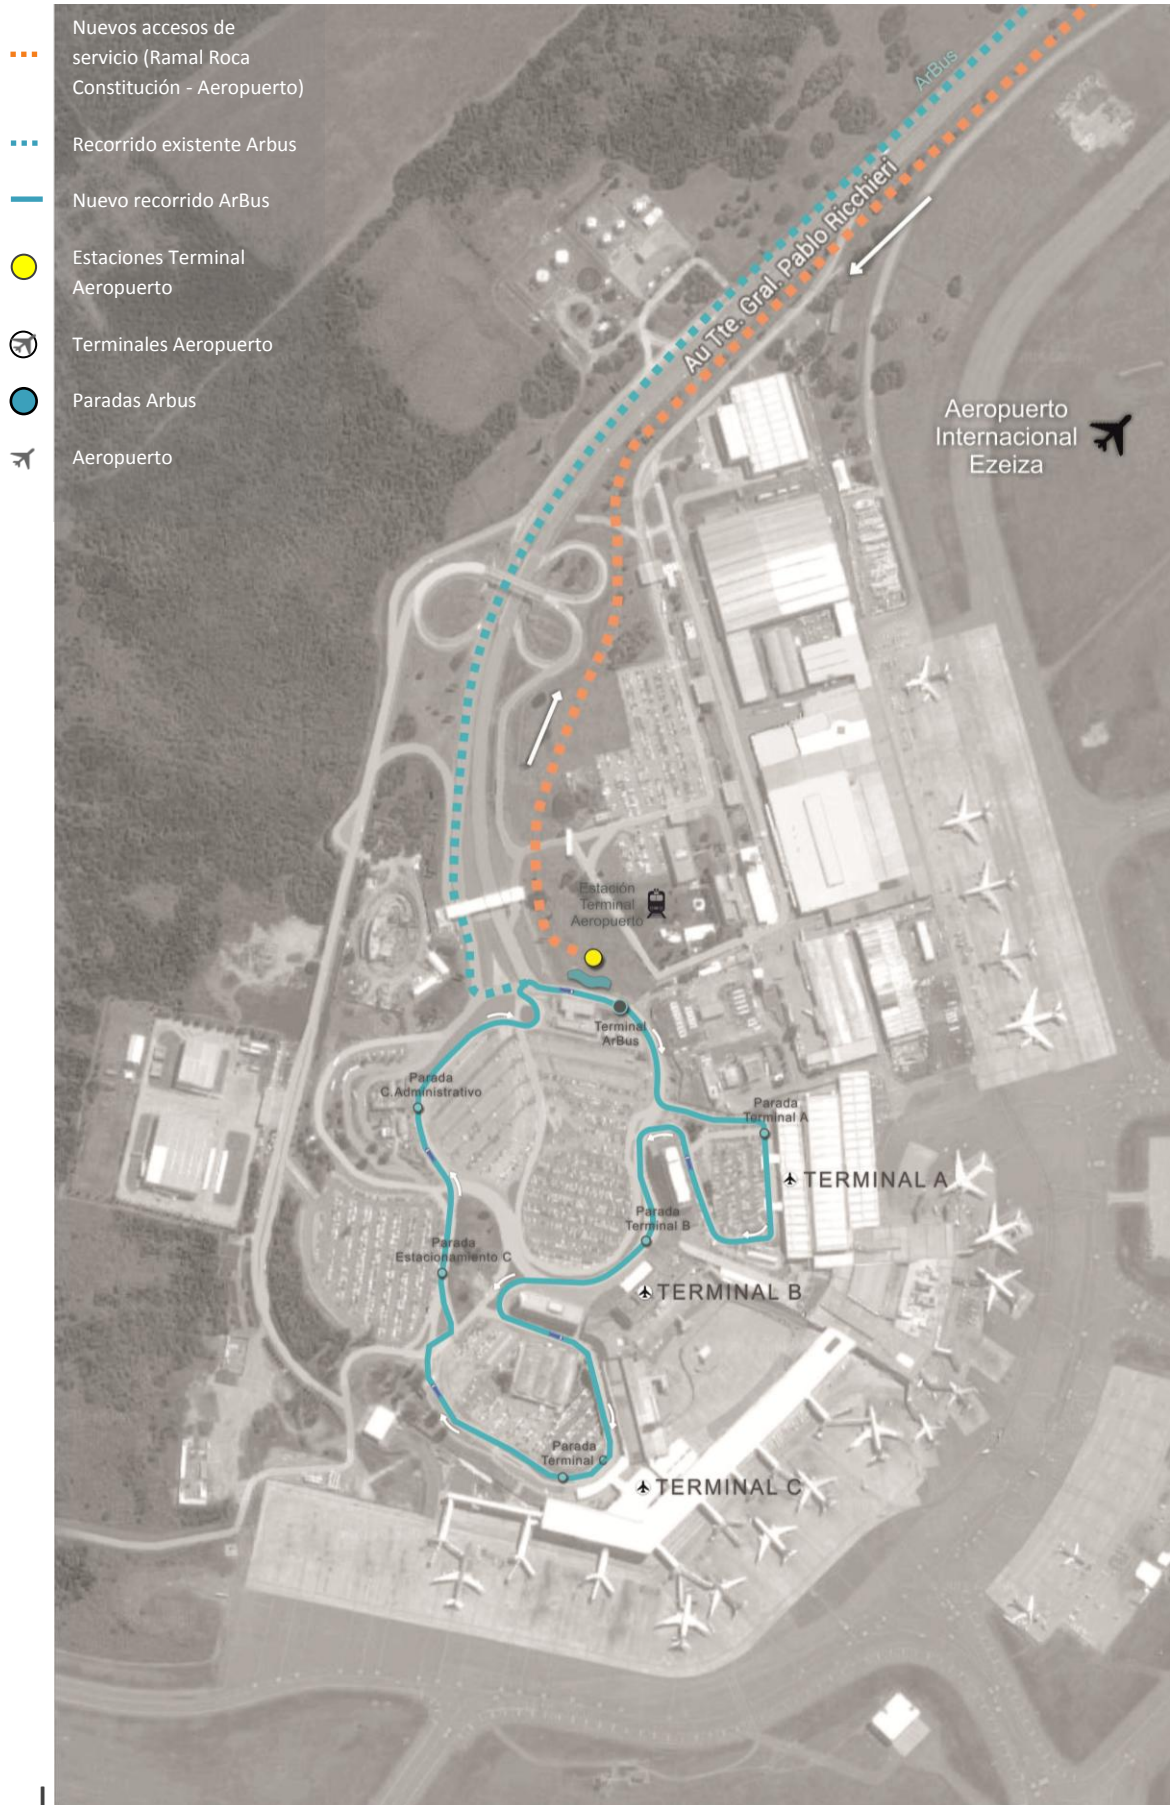 Nuevos accesos de
servicio (Ramal Roca
Constitución - Aeropuerto)
Recorrido existente Arbus
Nuevo recorrido ArBus
Estaciones Terminal
Aeropuerto
Terminales Aeropuerto
Paradas Arbus
Aeropuerto
ArBus
Au Tte. Gral. Pablo Ricchieri
Aeropuerto
Internacional
Ezeiza
Estación
Terminal
Aeropuerto
Terminal
ArBus
Parada
C.Administrativo
Parada
Terminal A
TERMINAL A
Parada
Terminal B
Parada
Estacionamiento C
TERMINAL B
Parada
Terminal C
TERMINAL C